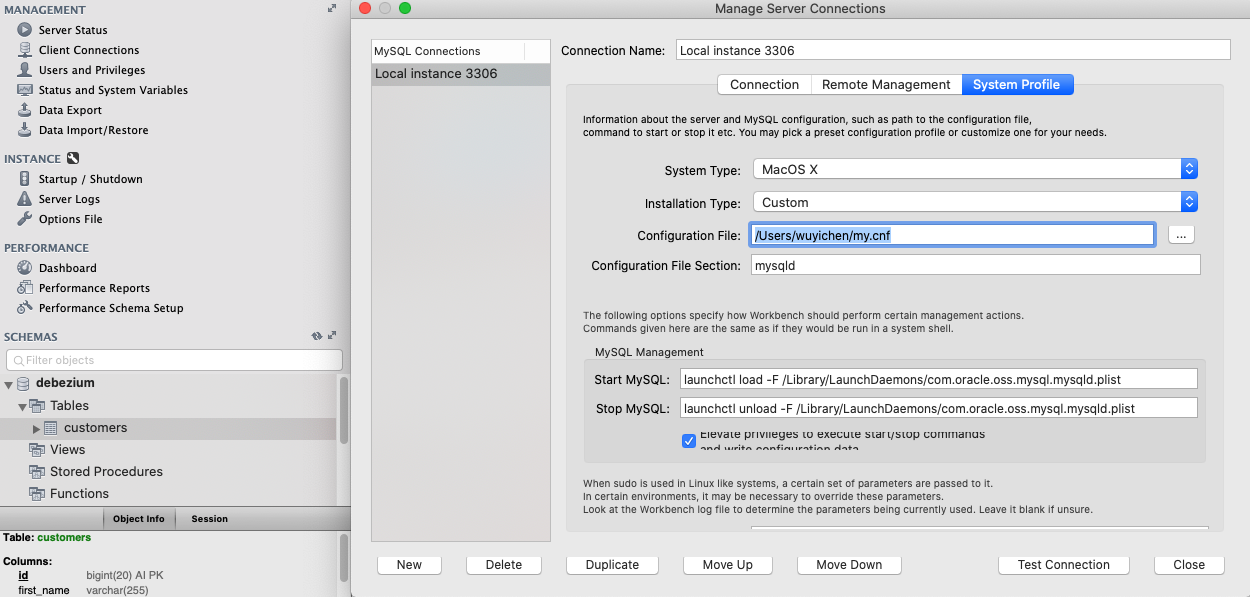 MANAGEMENT
Server Status
Client Connections
Users and Privileges
Status and System Variables
Data Export
Data Import/Restore
INSTANCE
Startup / Shutdown
Server Logs
Options File
PERFORMANCE
Dashboard
Performance Reports
Performance Schema Setup
SCHEMAS
Filter objects
debezium
Tables
customers
Views
Stored Procedures
Functions
Object Info Session
Table: customers
Columns:
id bigint(20) AI PK
first_name varchar(255)
Manage Server Connections
MySQL Connections
Local instance 3306
Connection Name: Local instance 3306
Connection Remote Management System Profile
Information about the server and MySQL configuration, such as path to the configuration file,
command to start or stop it etc. You may pick a preset configuration profile or customize one for your needs.
System Type: MacOS X
Installation Type: Custom
Configuration File: /Users/wuyichen/my.cnf ...
Configuration File Section: mysqld
The following options specify how Workbench should perform certain management actions.
Commands given here are the same as if they would be run in a system shell.
MySQL Management
Start MySQL: launchctl load -F /Library/LaunchDaemons/com.oracle.oss.mysql.mysqld.plist
Stop MySQL: launchctl unload -F /Library/LaunchDaemons/com.oracle.oss.mysql.mysqld.plist
Elevate privileges to execute start/stop commands
and write configuration data
When sudo is used in Linux like systems, a certain set of parameters are passed to it.
In certain environments, it may be necessary to override these parameters.
Look at the Workbench log file to determine the parameters being currently used. Leave it blank if unsure.
New Delete Duplicate Move Up Move Down Test Connection Close